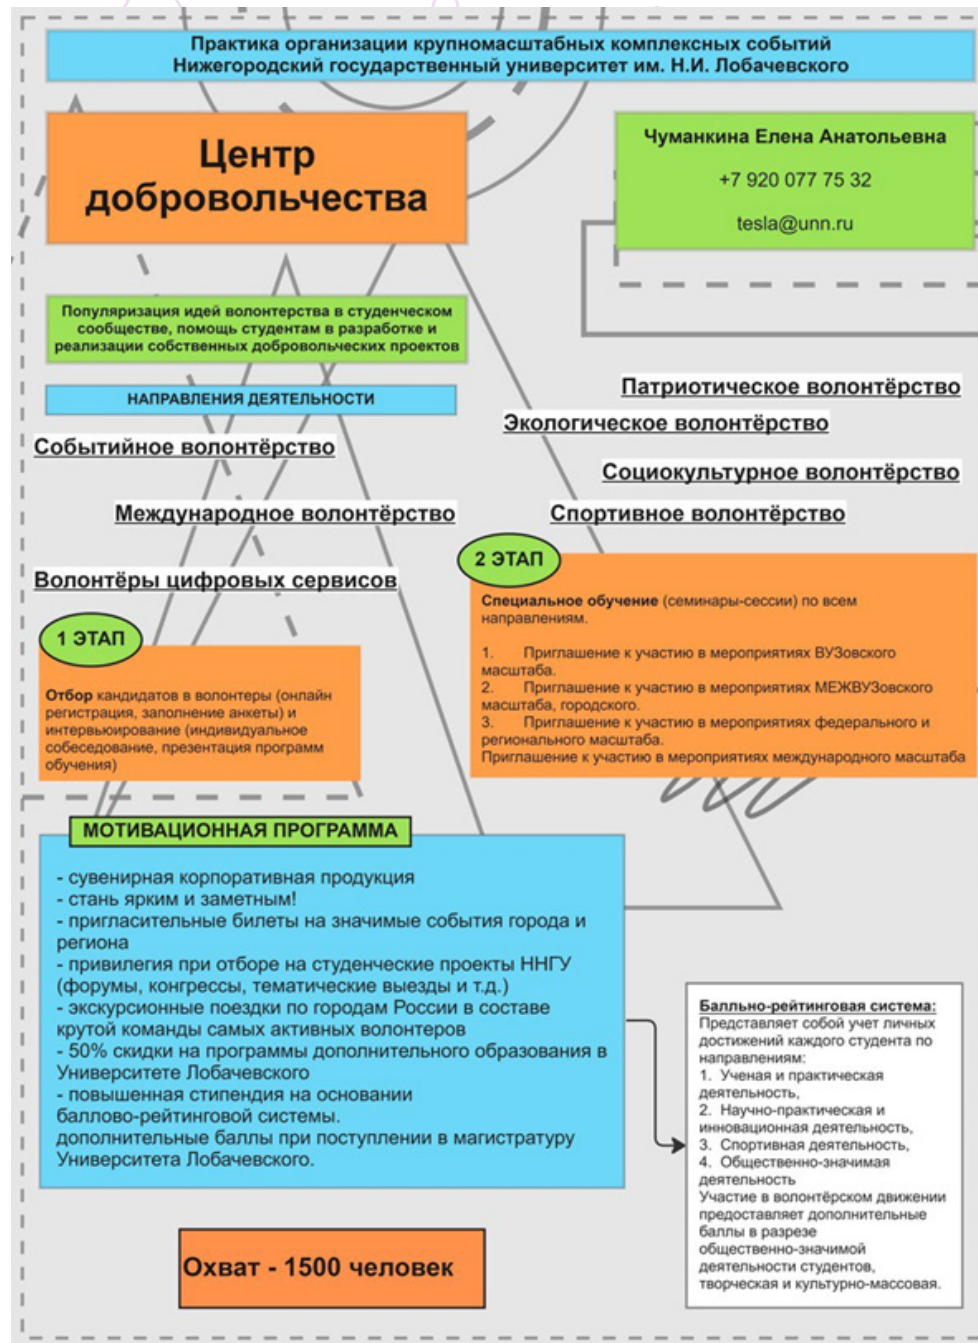 Практика организации крупномасштабных комплексных событий
Нижегородский государственный университет им. Н.И. Лобачевского
Центр
добровольчества
Чуманкина Елена Анатольевна
+7 920 077 75 32
tesla@unn.ru
Популяризация идей волонтерства в студенческом
сообществе, помощь студентам в разработке и
реализации собственных добровольческих проектов
НАПРАВЛЕНИЯ ДЕЯТЕЛЬНОСТИ
Патриотическое волонтёрство
Экологическое волонтёрство
Событийное волонтёрство
Социокультурное волонтёрство
Международное волонтёрство
Спортивное волонтёрство
Волонтёры цифровых сервисов
1 ЭТАП
Отбор кандидатов в волонтеры (онлайн
регистрация, заполнение анкеты) и
интервьюирование (индивидуальное
собеседование, презентация программ
обучения)
2 ЭТАП
Специальное обучение (семинары-сессии) по всем
направлениям.
1. Приглашение к участию в мероприятиях ВУЗовского
масштаба.
2. Приглашение к участию в мероприятиях МЕЖВУЗовского
масштаба, городского.
3. Приглашение к участию в мероприятиях федерального и
регионального масштаба.
Приглашение к участию в мероприятиях международного масштаба
МОТИВАЦИОННАЯ ПРОГРАММА
- сувенирная корпоративная продукция
- стань ярким и заметным!
- пригласительные билеты на значимые события города и
региона
- привилегия при отборе на студенческие проекты ННГУ
(форумы, конгрессы, тематические выезды и т.д.)
- экскурсионные поездки по городам России в составе
крутой команды самых активных волонтеров
- 50% скидки на программы дополнительного образования в
Университете Лобачевского
- повышенная стипендия на основании
баллово-рейтинговой системы.
дополнительные баллы при поступлении в магистратуру
Университета Лобачевского.
Балльно-рейтинговая система:
Представляет собой учет личных
достижений каждого студента по
направлениям:
1. Ученая и практическая
деятельность,
2. Научно-практическая и
инновационная деятельность,
3. Спортивная деятельность,
4. Общественно-значимая
деятельность
Участие в волонтёрском движении
предоставляет дополнительные
баллы в разрезе
общественно-значимой
деятельности студентов,
творческая и культурно-массовая.
Охват - 1500 человек